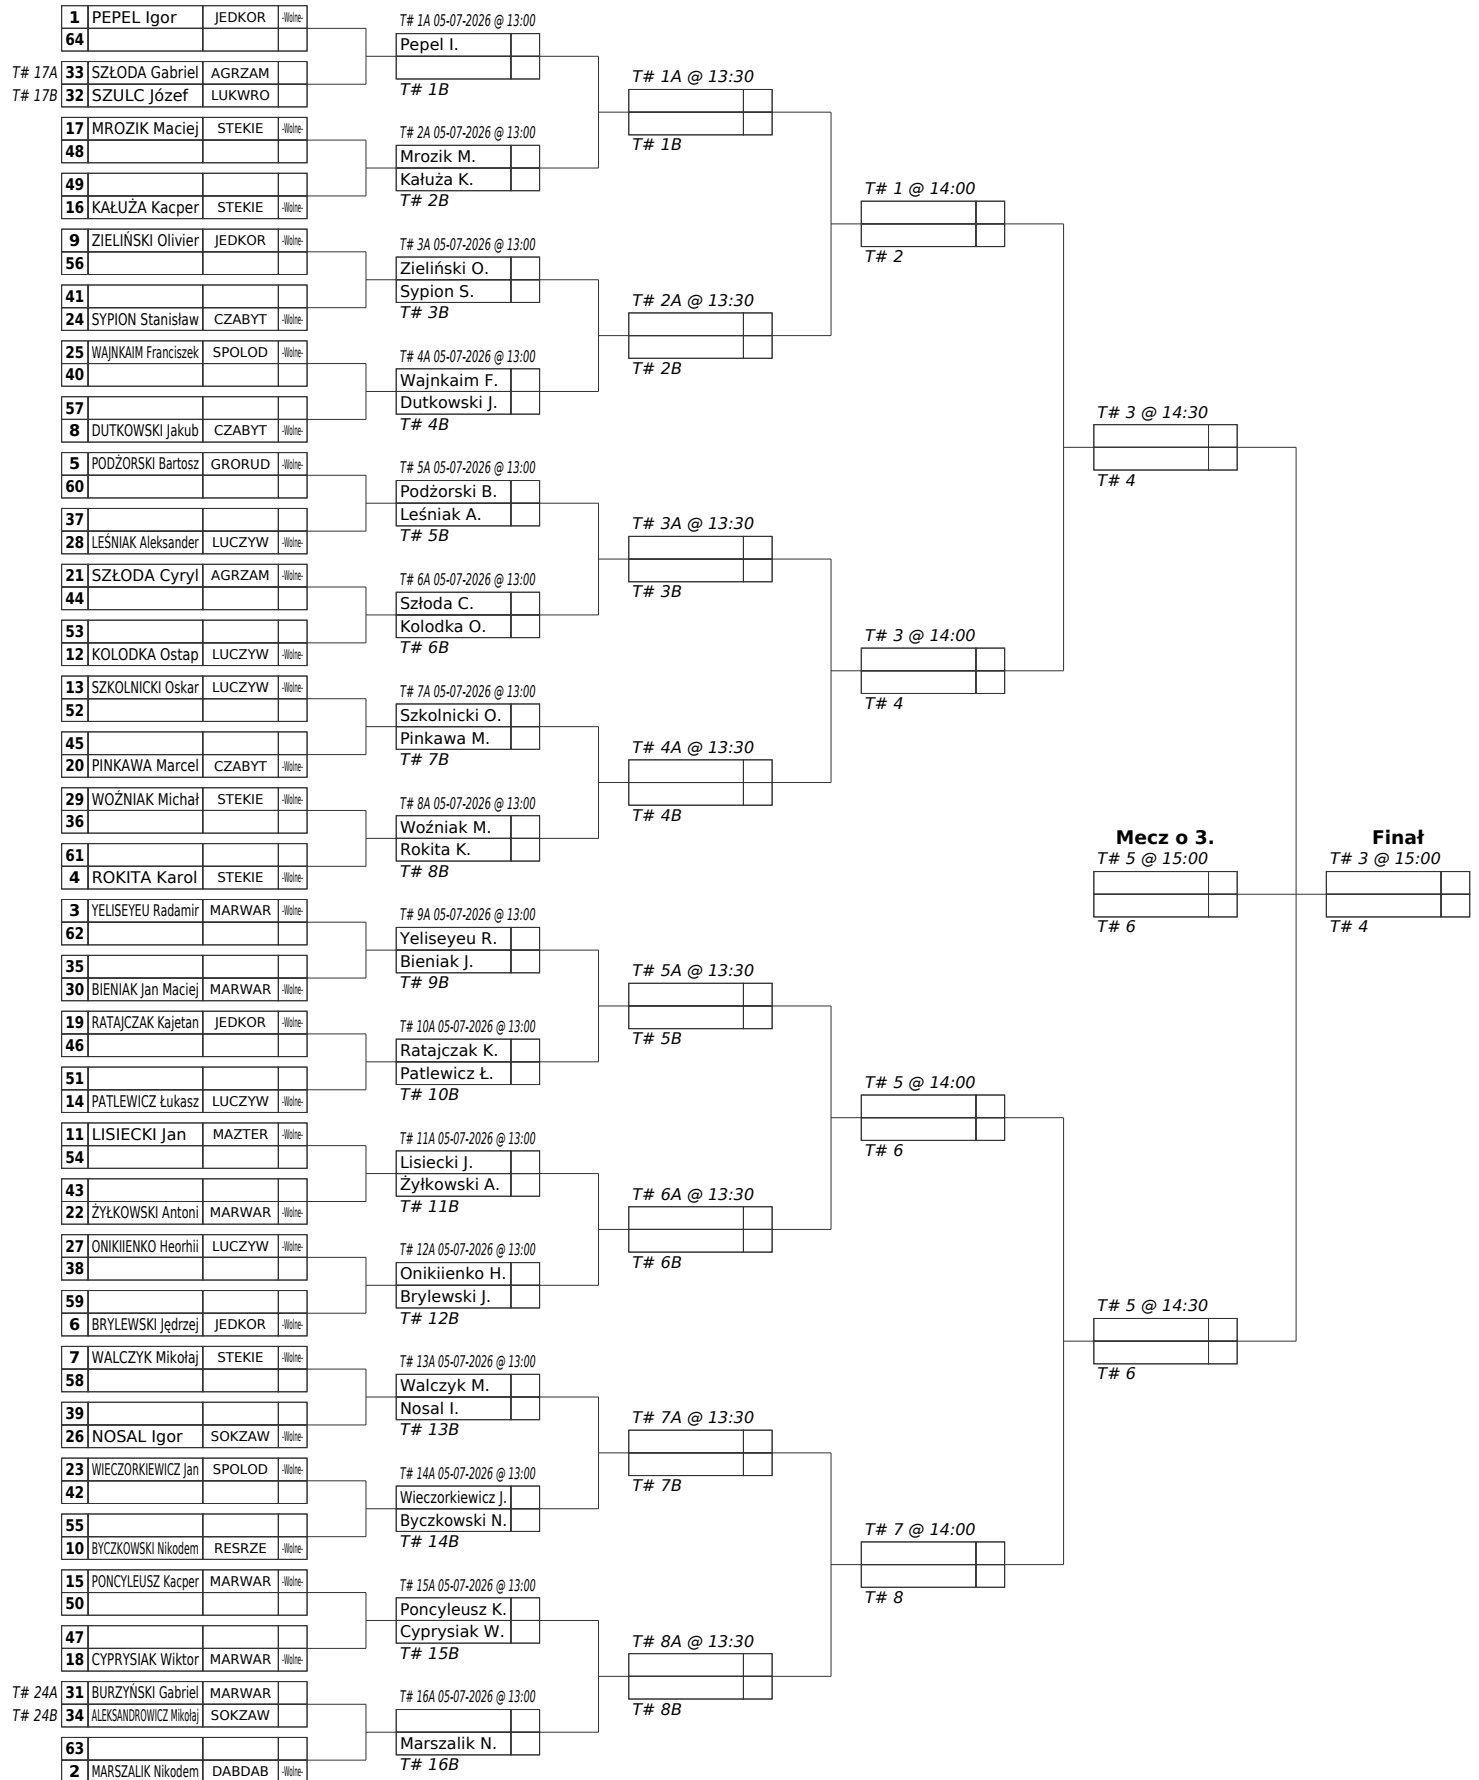 1 PEPEL Igor JEDKOR -Wolne-
64
T# 17A 33 SZŁODA Gabriel AGRZAM
T# 17B 32 SZULC Józef LUKWRO
17 MROZIK Maciej STEKIE -Wolne-
48
49
16 KAŁUŻA Kacper STEKIE -Wolne-
9 ZIELIŃSKI Olivier JEDKOR -Wolne-
56
41
24 SYPION Stanisław CZABYT -Wolne-
25 WAJNKAIM Franciszek SPOLOD -Wolne-
40
57
8 DUTKOWSKI Jakub CZABYT -Wolne-
5 PODŻORSKI Bartosz GRORUD -Wolne-
60
37
28 LEŚNIAK Aleksander LUCZYW -Wolne-
21 SZŁODA Cyryl AGRZAM -Wolne-
44
53
12 KOLODKA Ostap LUCZYW -Wolne-
13 SZKOLNICKI Oskar LUCZYW -Wolne-
52
45
20 PINKAWA Marcel CZABYT -Wolne-
29 WOŹNIAK Michał STEKIE -Wolne-
36
61
4 ROKITA Karol STEKIE -Wolne-
3 YELISEYEU Radamir MARWAR -Wolne-
62
35
30 BIENIAK Jan Maciej MARWAR -Wolne-
19 RATAJCZAK Kajetan JEDKOR -Wolne-
46
51
14 PATLEWICZ Łukasz LUCZYW -Wolne-
11 LISIECKI Jan MAZTER -Wolne-
54
43
22 ŻYŁKOWSKI Antoni MARWAR -Wolne-
27 ONIKIIENKO Heorhii LUCZYW -Wolne-
38
59
6 BRYLEWSKI Jędrzej JEDKOR -Wolne-
7 WALCZYK Mikołaj STEKIE -Wolne-
58
39
26 NOSAL Igor SOKZAW -Wolne-
23 WIECZORKIEWICZ Jan SPOLOD -Wolne-
42
55
10 BYCZKOWSKI Nikodem RESRZE -Wolne-
15 PONCYLEUSZ Kacper MARWAR -Wolne-
50
47
18 CYPRYSIAK Wiktor MARWAR -Wolne-
T# 24A 31 BURZYŃSKI Gabriel MARWAR
T# 24B 34 ALEKSANDROWICZ Mikołaj SOKZAW
63
2 MARSZALIK Nikodem DABDAB -Wolne-
T# 1A 05-07-2026 @ 13:00
Pepel I.
T# 1B
T# 2A 05-07-2026 @ 13:00
Mrozik M.
Kałuża K.
T# 2B
T# 3A 05-07-2026 @ 13:00
Zieliński O.
Sypion S.
T# 3B
T# 4A 05-07-2026 @ 13:00
Wajnkaim F.
Dutkowski J.
T# 4B
T# 5A 05-07-2026 @ 13:00
Podżorski B.
Leśniak A.
T# 5B
T# 6A 05-07-2026 @ 13:00
Szłoda C.
Kolodka O.
T# 6B
T# 7A 05-07-2026 @ 13:00
Szkolnicki O.
Pinkawa M.
T# 7B
T# 8A 05-07-2026 @ 13:00
Woźniak M.
Rokita K.
T# 8B
T# 9A 05-07-2026 @ 13:00
Yeliseyeu R.
Bieniak J.
T# 9B
T# 10A 05-07-2026 @ 13:00
Ratajczak K.
Patlewicz Ł.
T# 10B
T# 11A 05-07-2026 @ 13:00
Lisiecki J.
Żyłkowski A.
T# 11B
T# 12A 05-07-2026 @ 13:00
Onikiienko H.
Brylewski J.
T# 12B
T# 13A 05-07-2026 @ 13:00
Walczyk M.
Nosal I.
T# 13B
T# 14A 05-07-2026 @ 13:00
Wieczorkiewicz J.
Byczkowski N.
T# 14B
T# 15A 05-07-2026 @ 13:00
Poncyleusz K.
Cyprysiak W.
T# 15B
T# 16A 05-07-2026 @ 13:00
Marszalik N.
T# 16B
T# 1A @ 13:30
T# 1B
T# 2A @ 13:30
T# 2B
T# 3A @ 13:30
T# 3B
T# 4A @ 13:30
T# 4B
T# 5A @ 13:30
T# 5B
T# 6A @ 13:30
T# 6B
T# 7A @ 13:30
T# 7B
T# 8A @ 13:30
T# 8B
T# 1 @ 14:00
T# 2
T# 3 @ 14:00
T# 4
T# 5 @ 14:00
T# 6
T# 7 @ 14:00
T# 8
T# 3 @ 14:30
T# 4
Mecz o 3.
T# 5 @ 15:00
T# 6
T# 5 @ 14:30
T# 6
Finał
T# 3 @ 15:00
T# 4